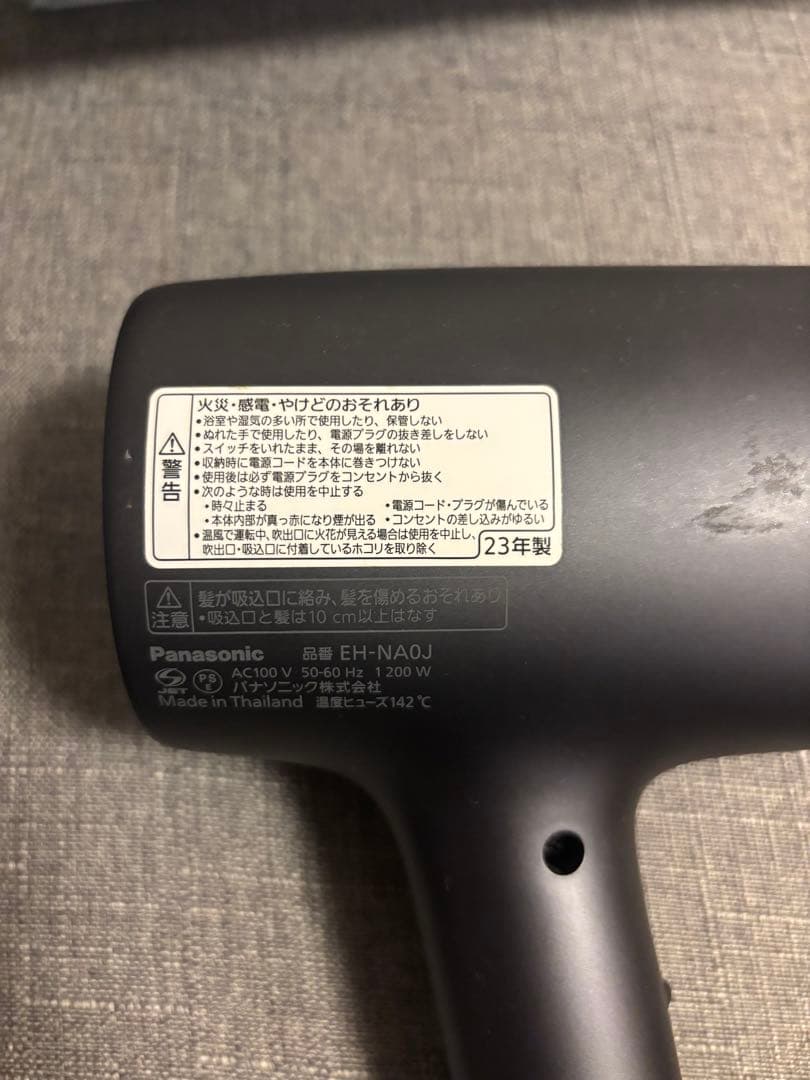 警告
火災・感電・やけどのおそれあり
•浴室や湿気の多い所で使用したり、保管しない
•ぬれた手で使用したり、電源プラグの抜き差しをしない
•スイッチをいれたまま、その場を離れない
•収納時に電源コードを本体に巻きつけない
•使用後は必ず電源プラグをコンセントから抜く
•次のような時は使用を中止する
・時々止まる •電源コード・プラグが傷んでいる
・本体内部が真っ赤になり煙が出る •コンセントの差し込みがゆるい
•温風で運転中、吹出口に火花が見える場合は使用を中止し、
吹出口・吸込口に付着しているホコリを取り除く
23年製
注意
髪が吸込口に絡み、髪を傷めるおそれあり
•吸込口と髪は10 cm以上はなす
Panasonic 品番 EH-NA0J
AC100 V 50-60 Hz 1 200 W
JET PS E パナソニック株式会社
Made in Thailand 温度ヒューズ142℃